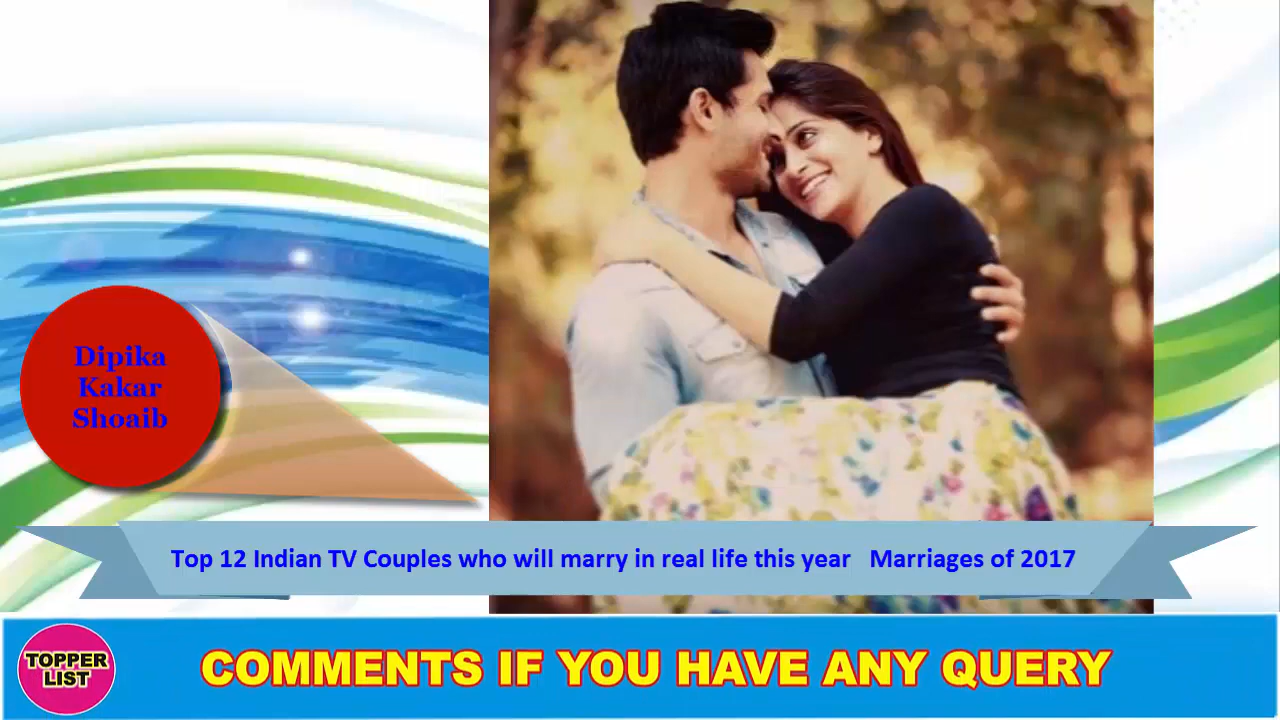 Dipika
Kakar
Shoaib
Top 12 Indian TV Couples who will marry in real life this year   Marriages of 2017
TOPPER
LIST
COMMENTS IF YOU HAVE ANY QUERY